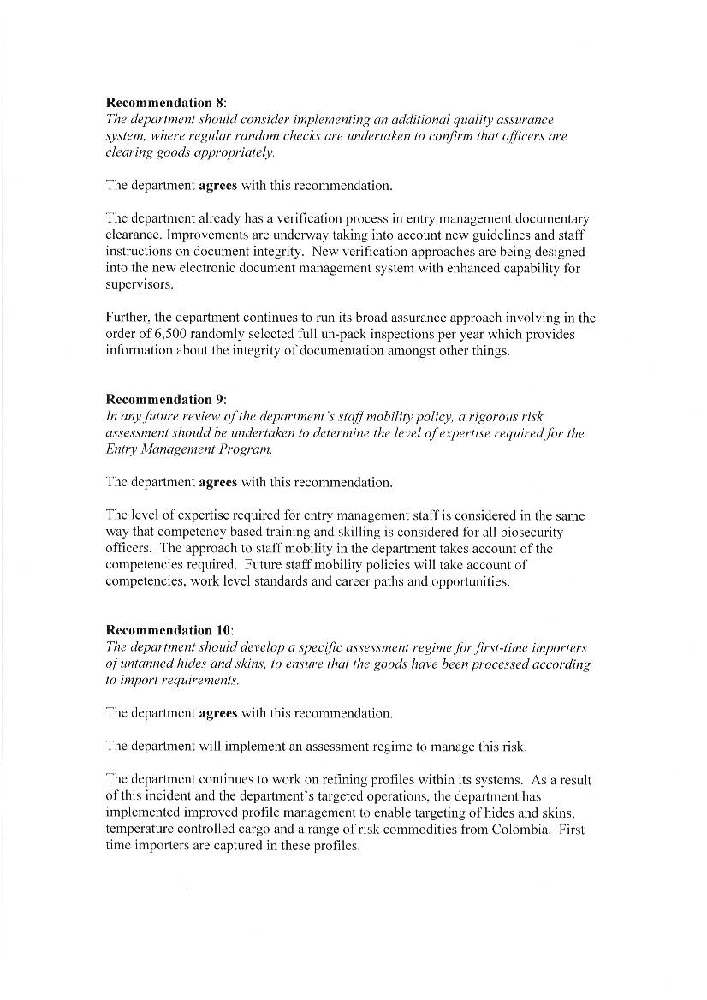 Recommendation 8:
The department should consider implementing an additional quality assurance
system, where regular random checks are undertaken to confirm that officers are
clearing goods appropriately.
The department agrees with this recommendation.
The department already has a verification process in entry management documentary
clearance. Improvements are underway taking into account new guidelines and staff
instructions on document integrity. New verification approaches are being designed
into the new electronic document management system with enhanced capability for
supervisors.
Further, the department continues to run its broad assurance approach involving in the
order of 6,500 randomly selected full un-pack inspections per year which provides
information about the integrity of documentation amongst other things.
Recommendation 9:
In any future review of the department's staff mobility policy, a rigorous risk
assessment should be undertaken to determine the level of expertise required for the
Entry Management Program.
The department agrees with this recommendation.
The level of expertise required for entry management staff is considered in the same
way that competency based training and skilling is considered for all biosecurity
officers. The approach to staff mobility in the department takes account of the
competencies required. Future staff mobility policies will take account of
competencies, work level standards and career paths and opportunities.
Recommendation 10:
The department should develop a specific assessment regime for first-time importers
of untanned hides and skins, to ensure that the goods have been processed according
to import requirements.
The department agrees with this recommendation.
The department will implement an assessment regime to manage this risk.
The department continues to work on refining profiles within its systems. As a result
of this incident and the department's targeted operations, the department has
implemented improved profile management to enable targeting of hides and skins,
temperature controlled cargo and a range of risk commodities from Colombia. First
time importers are captured in these profiles.